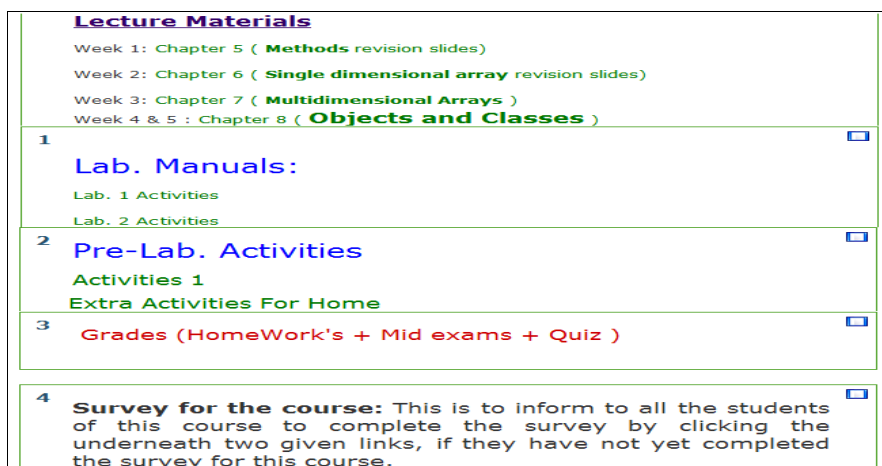 Lecture Materials
Week 1: Chapter 5 ( Methods revision slides)
Week 2: Chapter 6 ( Single dimensional array revision slides)
Week 3: Chapter 7 ( Multidimensional Arrays )
Week 4 & 5 : Chapter 8 ( Objects and Classes )
1
Lab. Manuals:
Lab. 1 Activities
Lab. 2 Activities
2
Pre-Lab. Activities
Activities 1
Extra Activities For Home
3
Grades (HomeWork's + Mid exams + Quiz )
4
Survey for the course: This is to inform to all the students
of this course to complete the survey by clicking the
underneath two given links, if they have not yet completed
the survey for this course.